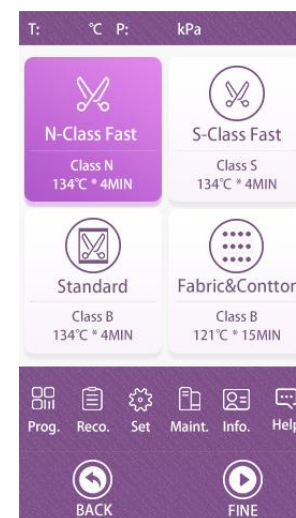 T: ℃ P: kPa
N-Class Fast
Class N
134℃ * 4MIN
S-Class Fast
Class S
134℃ * 4MIN
Standard
Class B
134℃ * 4MIN
Fabric&Contton
Class B
121℃ * 15MIN
Prog. Reco. Set Maint. Info. Help
BACK FINE